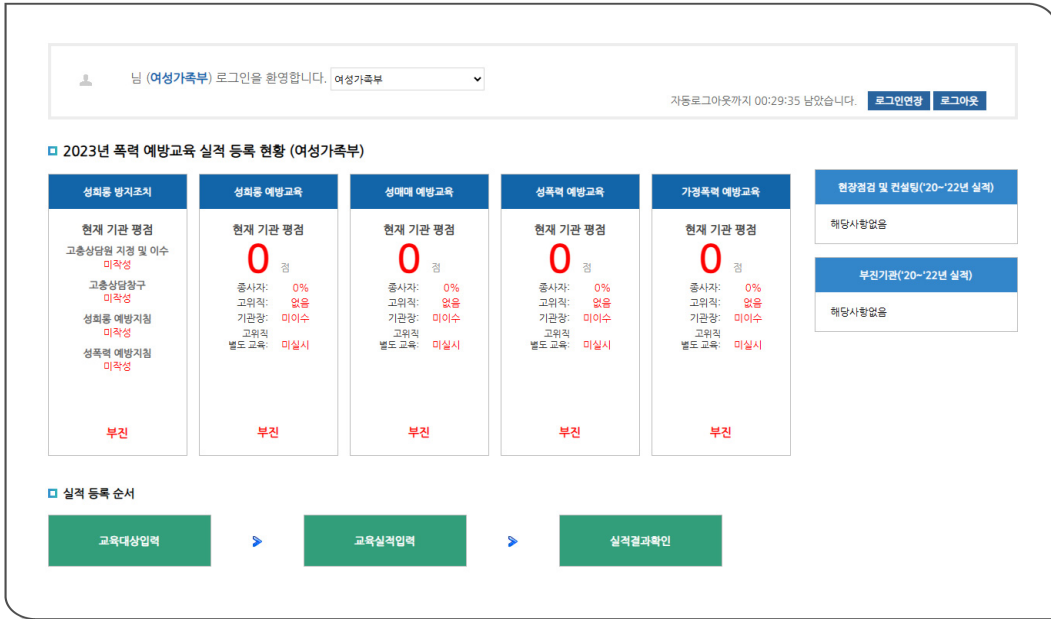 님 (여성가족부) 로그인을 환영합니다. 여성가족부
자동로그아웃까지 00:29:35 남았습니다. 로그인연장 로그아웃
2023년 폭력 예방교육 실적 등록 현황 (여성가족부)
성희롱 방지조치
현재 기관 평점
고충상담원 지정 및 이수
미작성
고충상담창구
미작성
성희롱 예방지침
미작성
성폭력 예방지침
미작성
부진
성희롱 예방교육
현재 기관 평점
0 점
종사자: 0%
고위직: 없음
기관장: 미이수
고위직
별도 교육: 미실시
부진
성매매 예방교육
현재 기관 평점
0 점
종사자: 0%
고위직: 없음
기관장: 미이수
고위직
별도 교육: 미실시
부진
성폭력 예방교육
현재 기관 평점
0 점
종사자: 0%
고위직: 없음
기관장: 미이수
고위직
별도 교육: 미실시
부진
가정폭력 예방교육
현재 기관 평점
0 점
종사자: 0%
고위직: 없음
기관장: 미이수
고위직
별도 교육: 미실시
부진
현장점검 및 컨설팅('20~'22년 실적)
해당사항없음
부진기관('20~'22년 실적)
해당사항없음
실적 등록 순서
교육대상입력
교육실적입력
실적결과확인